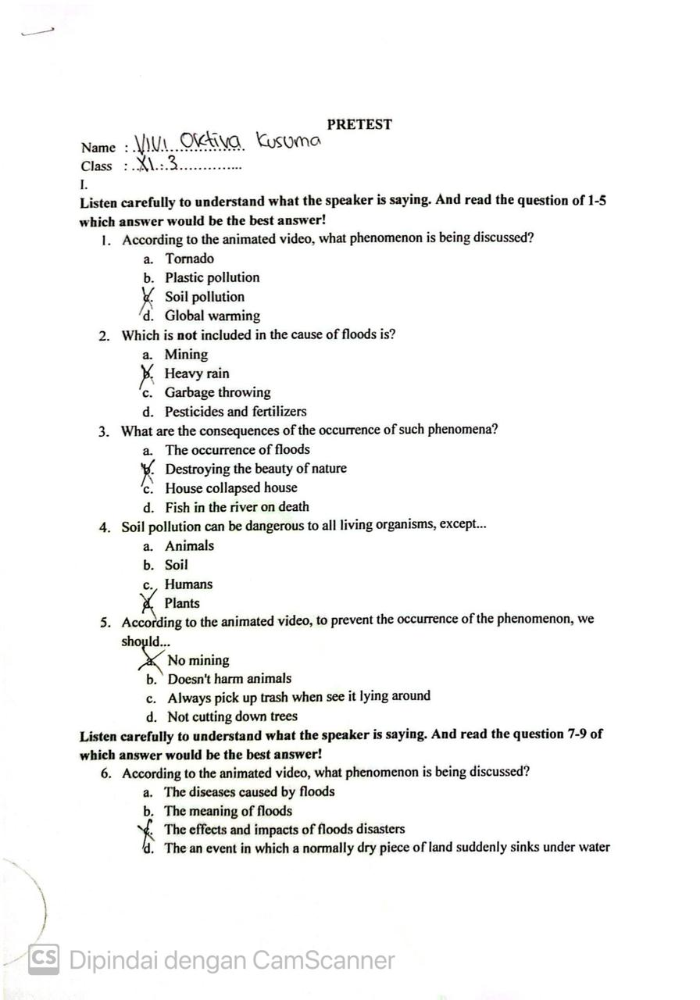 PRETEST
Name : .Vivi Oktiva Kusuma
Class : ..XI.:.3..............
I.
Listen carefully to understand what the speaker is saying. And read the question of 1-5
which answer would be the best answer!
1. According to the animated video, what phenomenon is being discussed?
a. Tornado
b. Plastic pollution
c. Soil pollution
d. Global warming
2. Which is not included in the cause of floods is?
a. Mining
b. Heavy rain
c. Garbage throwing
d. Pesticides and fertilizers
3. What are the consequences of the occurrence of such phenomena?
a. The occurrence of floods
b. Destroying the beauty of nature
c. House collapsed house
d. Fish in the river on death
4. Soil pollution can be dangerous to all living organisms, except...
a. Animals
b. Soil
c. Humans
d. Plants
5. According to the animated video, to prevent the occurrence of the phenomenon, we
should...
a. No mining
b. Doesn't harm animals
c. Always pick up trash when see it lying around
d. Not cutting down trees
Listen carefully to understand what the speaker is saying. And read the question 7-9 of
which answer would be the best answer!
6. According to the animated video, what phenomenon is being discussed?
a. The diseases caused by floods
b. The meaning of floods
c. The effects and impacts of floods disasters
d. The an event in which a normally dry piece of land suddenly sinks under water
CS Dipindai dengan CamScanner